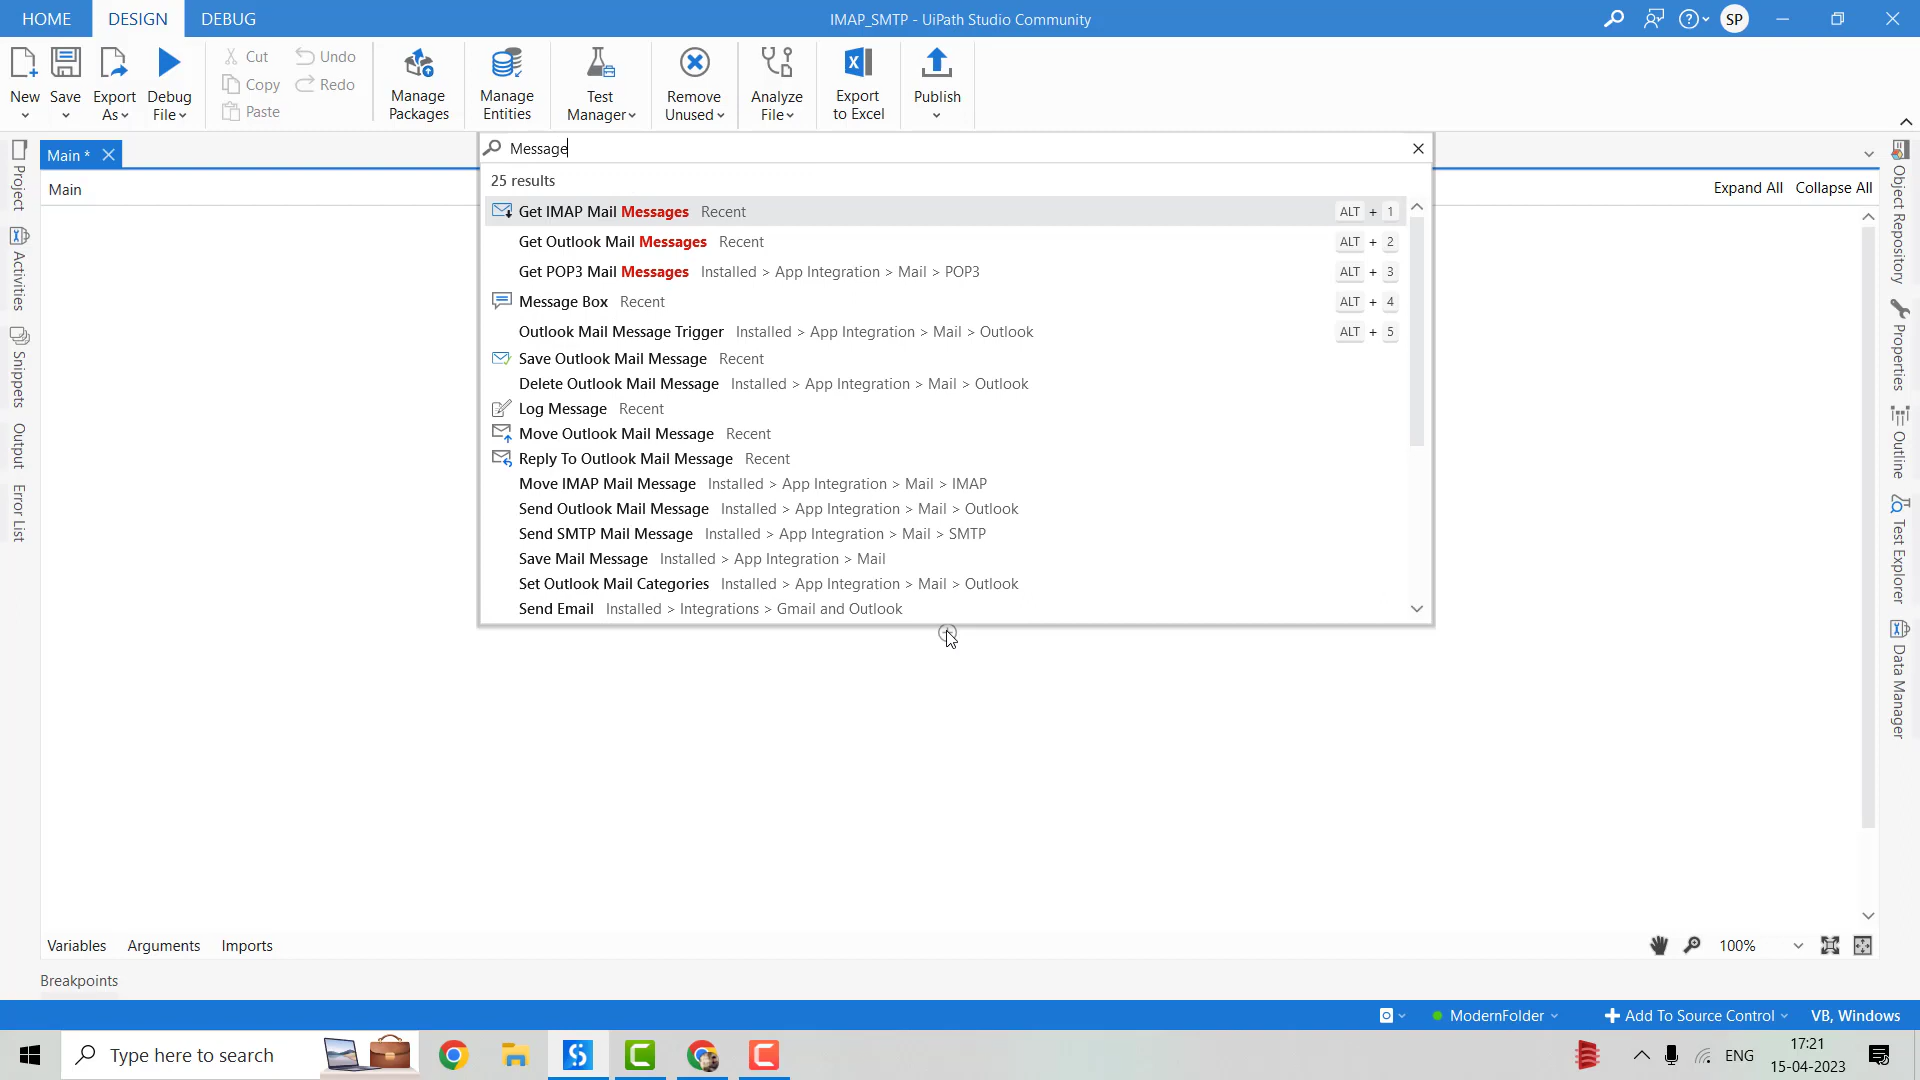 HOME DESIGN DEBUG IMAP_SMTP - UiPath Studio Community SP
New Save Export As Debug File Cut Copy Paste Undo Redo Manage Packages Manage Entities Test Manager Remove Unused Analyze File Export to Excel Publish
Main *
Message
Main
Expand All Collapse All
25 results
Get IMAP Mail Messages Recent ALT + 1
Get Outlook Mail Messages Recent ALT + 2
Get POP3 Mail Messages Installed > App Integration > Mail > POP3 ALT + 3
Message Box Recent ALT + 4
Outlook Mail Message Trigger Installed > App Integration > Mail > Outlook ALT + 5
Save Outlook Mail Message Recent
Delete Outlook Mail Message Installed > App Integration > Mail > Outlook
Log Message Recent
Move Outlook Mail Message Recent
Reply To Outlook Mail Message Recent
Move IMAP Mail Message Installed > App Integration > Mail > IMAP
Send Outlook Mail Message Installed > App Integration > Mail > Outlook
Send SMTP Mail Message Installed > App Integration > Mail > SMTP
Save Mail Message Installed > App Integration > Mail
Set Outlook Mail Categories Installed > App Integration > Mail > Outlook
Send Email Installed > Integrations > Gmail and Outlook
Project
Activities
Snippets
Output
Error List
Object Repository
Properties
Outline
Test Explorer
Data Manager
Variables Arguments Imports 100%
Breakpoints
ModernFolder Add To Source Control VB, Windows
Type here to search ENG 17:21
15-04-2023